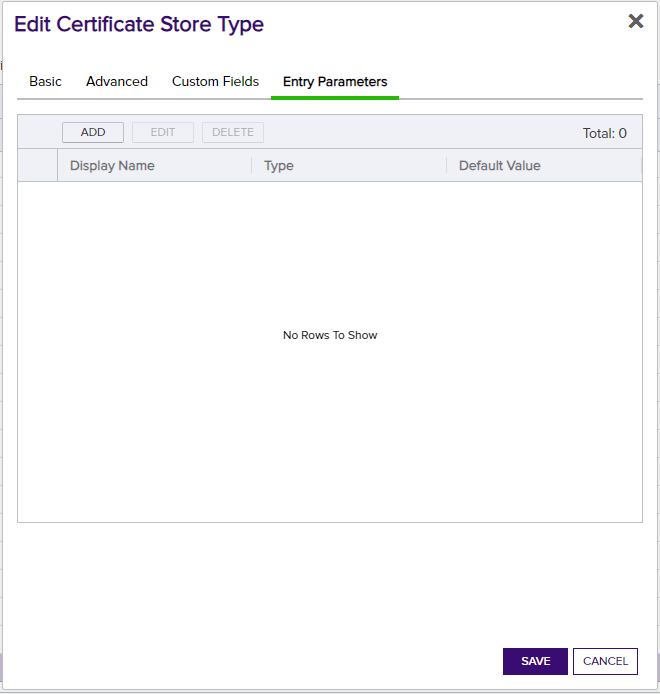 Edit Certificate Store Type
Basic Advanced Custom Fields Entry Parameters
ADD EDIT DELETE Total: 0
Display Name Type Default Value
No Rows To Show
SAVE CANCEL